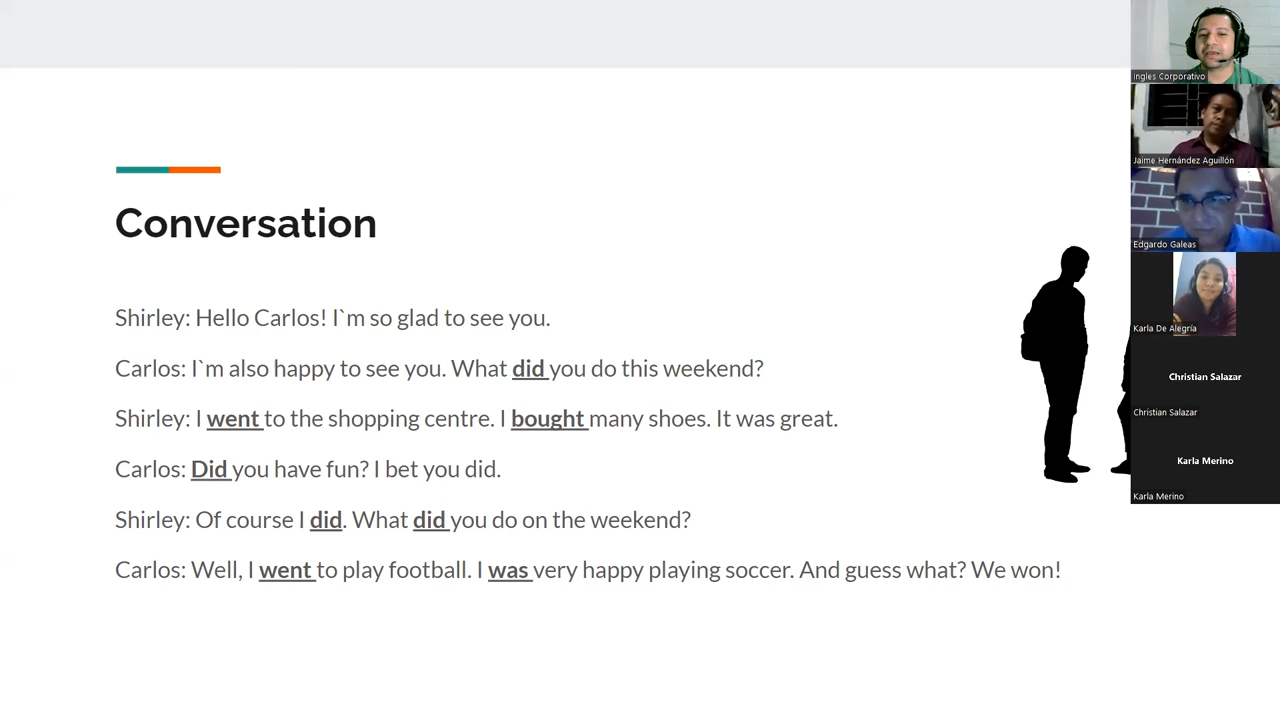 Conversation
Shirley: Hello Carlos! I`m so glad to see you.
Carlos: I`m also happy to see you. What did you do this weekend?
Shirley: I went to the shopping centre. I bought many shoes. It was great.
Carlos: Did you have fun? I bet you did.
Shirley: Of course I did. What did you do on the weekend?
Carlos: Well, I went to play football. I was very happy playing soccer. And guess what? We won!
Ingles Corporativo
Jaime Hernández Aguillón
Edgardo Galeas
Karla De Alegría
Christian Salazar
Christian Salazar
Karla Merino
Karla Merino